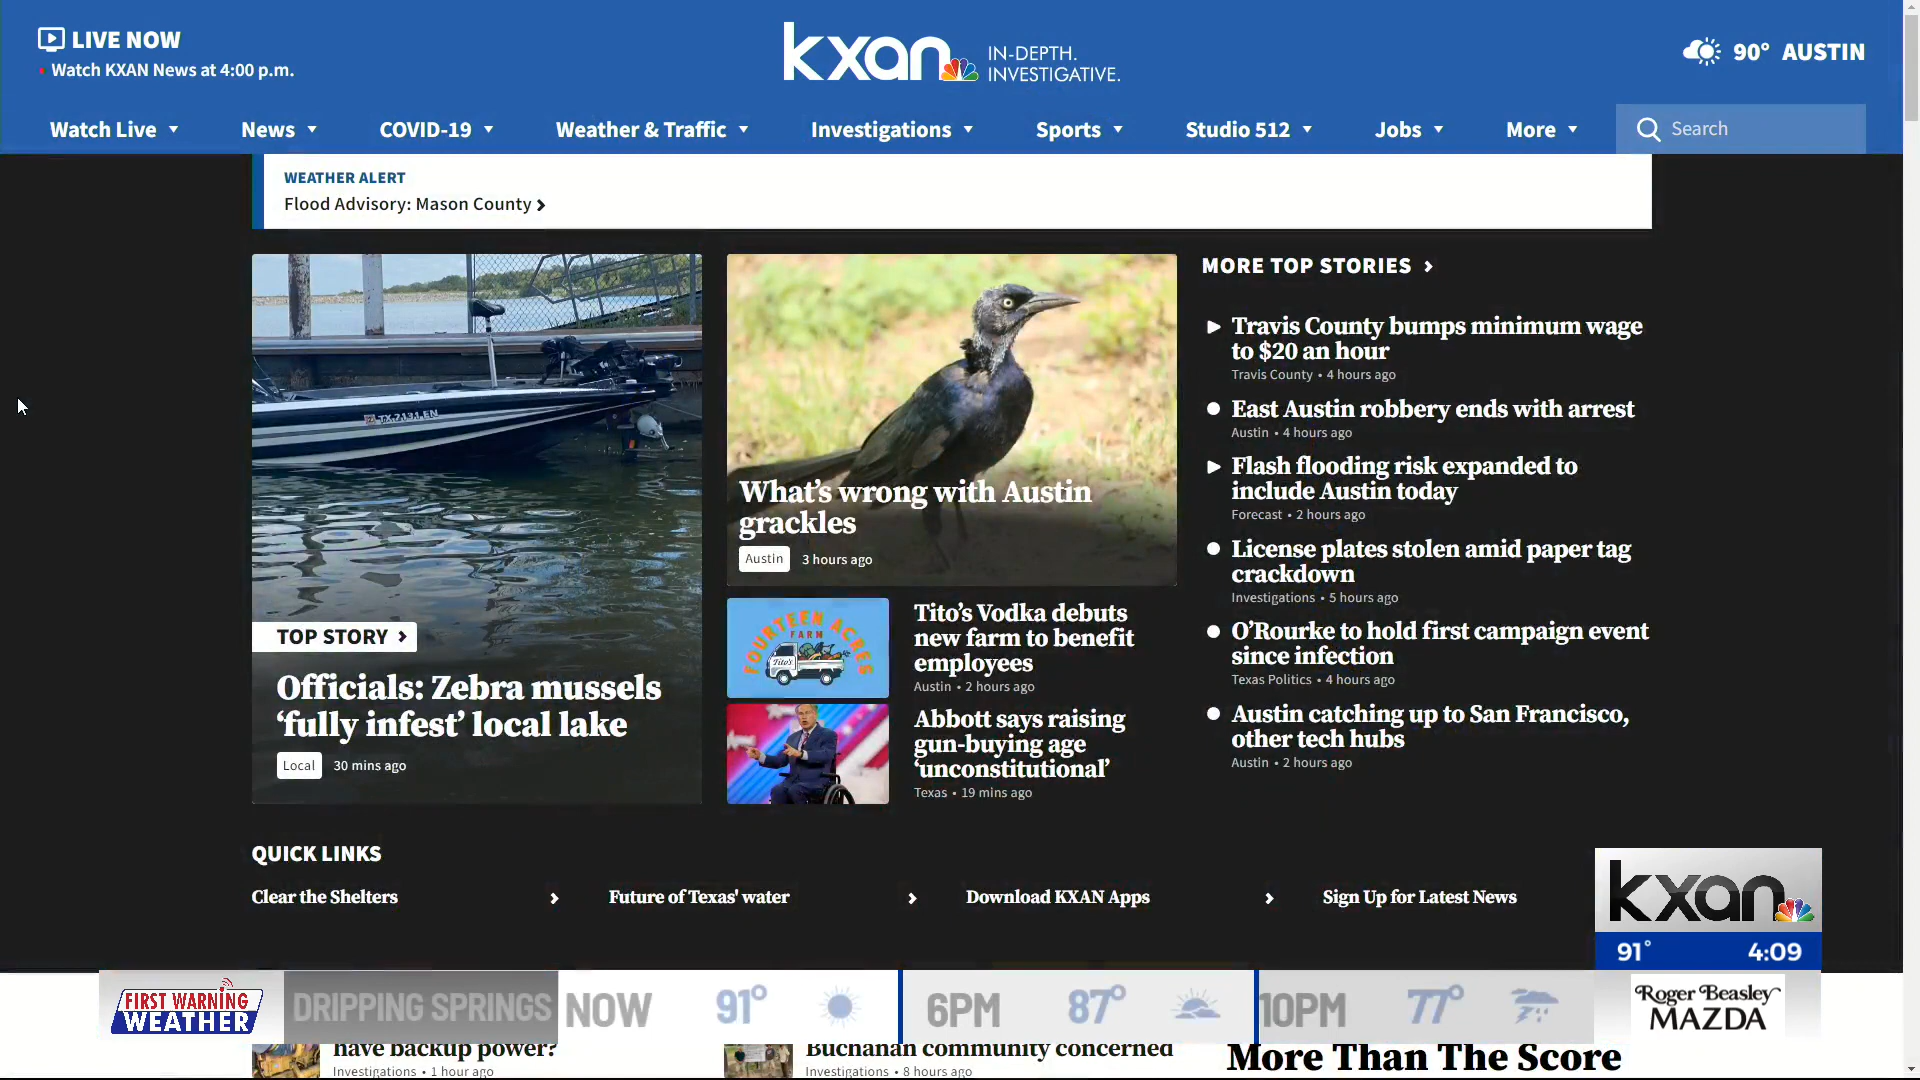 LIVE NOW
Watch KXAN News at 4:00 p.m.
kxan IN-DEPTH.
INVESTIGATIVE.
90° AUSTIN
Watch Live News COVID-19 Weather & Traffic Investigations Sports Studio 512 Jobs More Search
WEATHER ALERT
Flood Advisory: Mason County
TX 7131 EN
TOP STORY
Officials: Zebra mussels
‘fully infest’ local lake
Local 30 mins ago
What’s wrong with Austin
grackles
Austin 3 hours ago
FOURTEEN ACRES
FARM
Tito's
Tito’s Vodka debuts
new farm to benefit
employees
Austin • 2 hours ago
Abbott says raising
gun-buying age
‘unconstitutional’
Texas • 19 mins ago
MORE TOP STORIES
Travis County bumps minimum wage
to $20 an hour
Travis County • 4 hours ago
East Austin robbery ends with arrest
Austin • 4 hours ago
Flash flooding risk expanded to
include Austin today
Forecast • 2 hours ago
License plates stolen amid paper tag
crackdown
Investigations • 5 hours ago
O’Rourke to hold first campaign event
since infection
Texas Politics • 4 hours ago
Austin catching up to San Francisco,
other tech hubs
Austin • 2 hours ago
QUICK LINKS
Clear the Shelters Future of Texas' water Download KXAN Apps Sign Up for Latest News
kxan
91° 4:09
FIRST WARNING
WEATHER
DRIPPING SPRINGS NOW 91° 6PM 87° 10PM 77°
Roger Beasley
MAZDA
have backup power?
Investigations • 1 hour ago
Buchanan community concerned
Investigations • 8 hours ago
More Than The Score